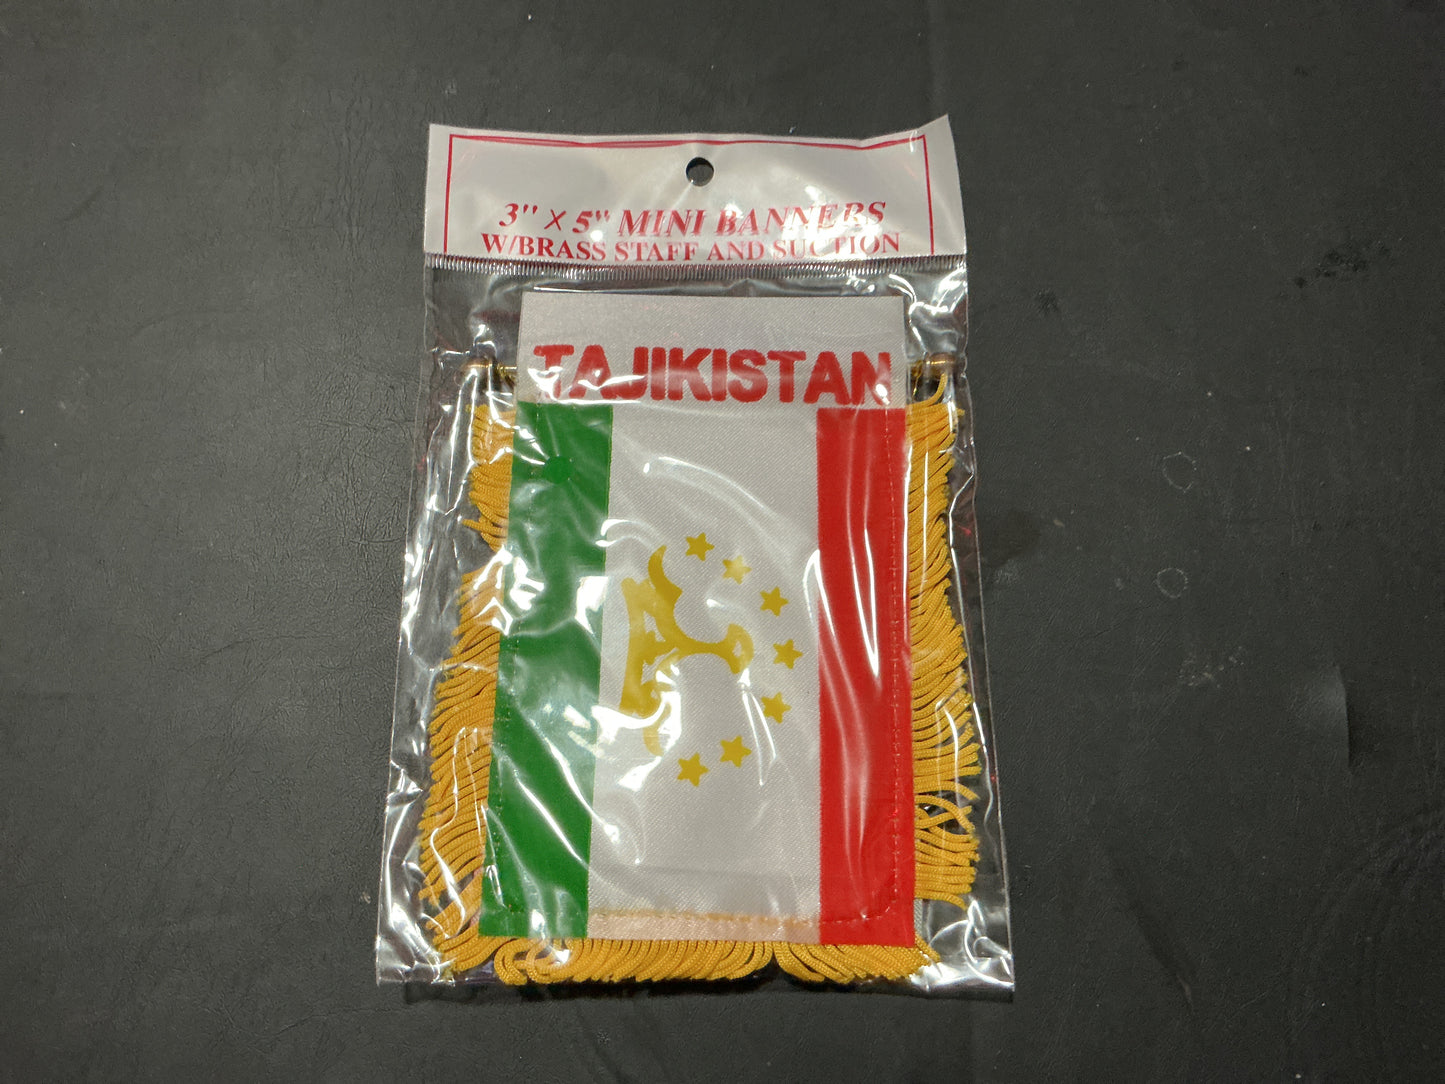 3" × 5" MINI BANNERS
W/BRASS STAFF AND SUCTION
TAJIKISTAN